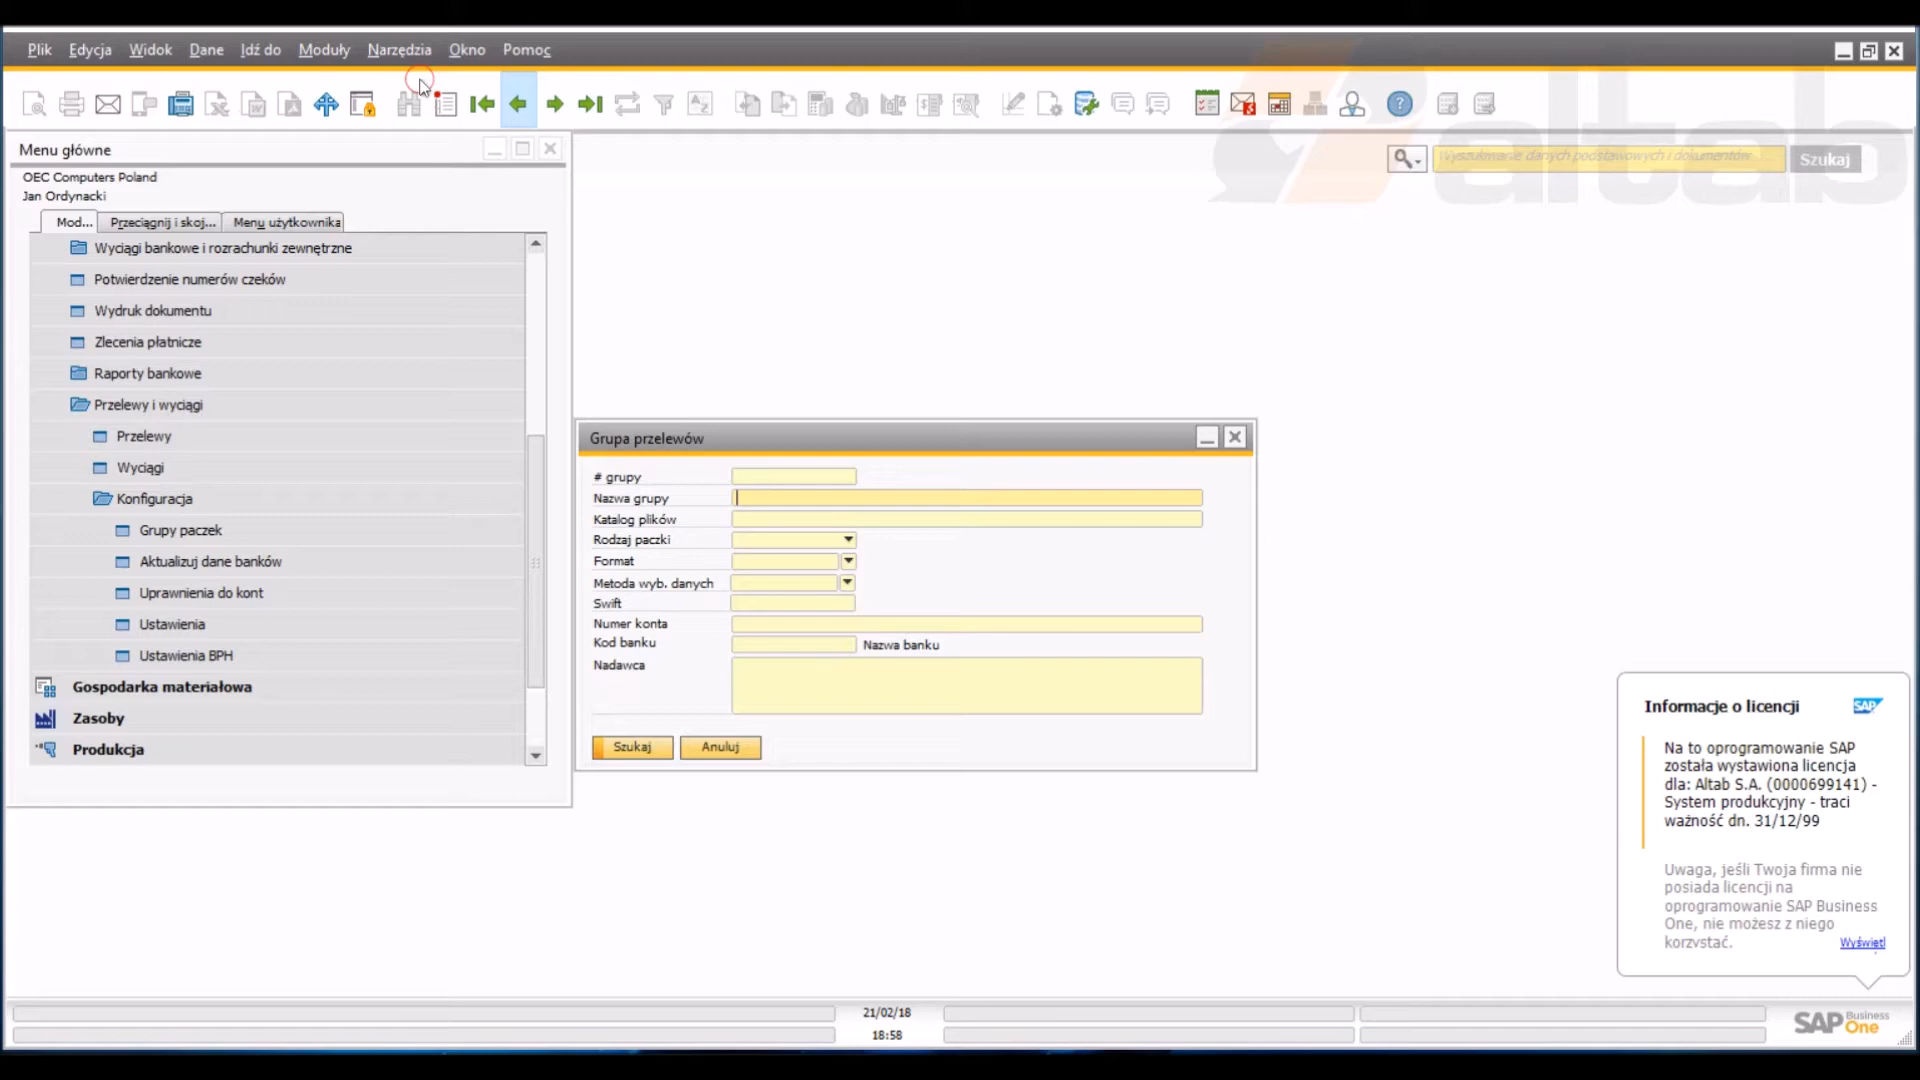 Plik Edycja Widok Dane Idź do Moduły Narzędzia Okno Pomoc
altab
Menu główne
OEC Computers Poland
Jan Ordynacki
Mod... Przeciągnij i skoj... Menu użytkownika
Wyszukiwanie danych podstawowych i dokumentów Szukaj
Wyciągi bankowe i rozrachunki zewnętrzne
Potwierdzenie numerów czeków
Wydruk dokumentu
Zlecenia płatnicze
Raporty bankowe
Przelewy i wyciągi
Przelewy
Wyciągi
Konfiguracja
Grupy paczek
Aktualizuj dane banków
Uprawnienia do kont
Ustawienia
Ustawienia BPH
Gospodarka materiałowa
Zasoby
Produkcja
Grupa przelewów
# grupy
Nazwa grupy
Katalog plików
Rodzaj paczki
Format
Metoda wyb. danych
Swift
Numer konta
Kod banku Nazwa banku
Nadawca
Szukaj Anuluj
Informacje o licencji SAP
Na to oprogramowanie SAP
została wystawiona licencja
dla: Altab S.A. (0000699141) -
System produkcyjny - traci
ważność dn. 31/12/99
Uwaga, jeśli Twoja firma nie
posiada licencji na
oprogramowanie SAP Business
One, nie możesz z niego
korzystać. Wyświetl
21/02/18
18:58
SAP Business One